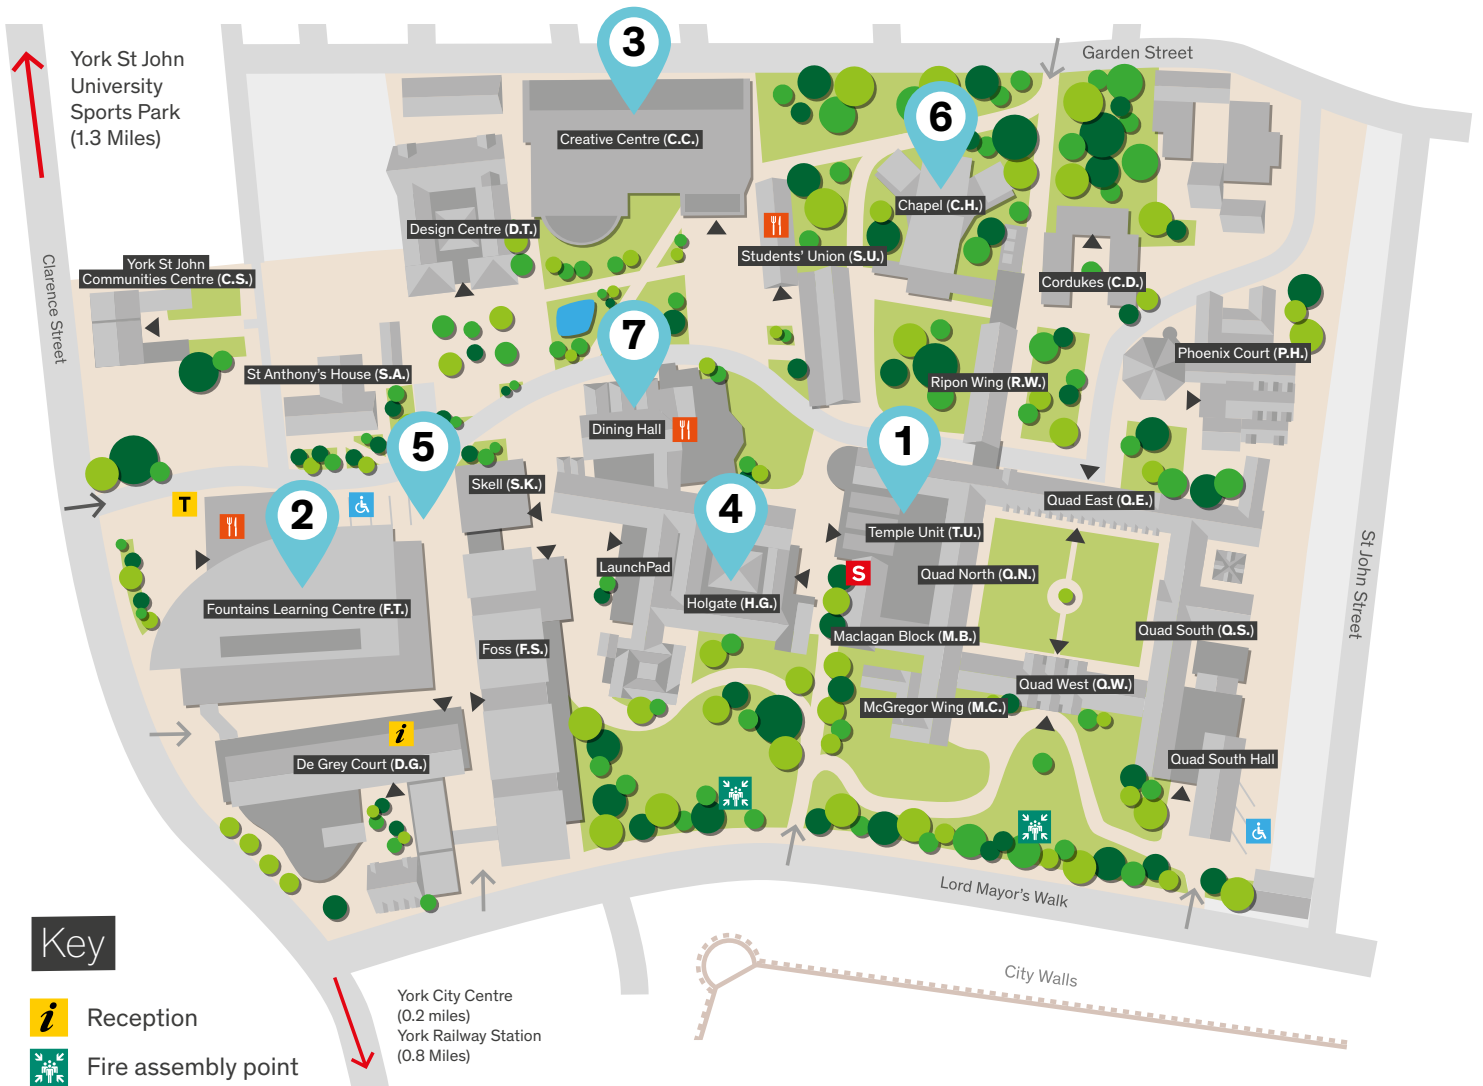 3
Garden Street
York St John
University
Sports Park
(1.3 Miles)
6
Creative Centre (C.C.)
Chapel (C.H.)
Design Centre (D.T.)
Students' Union (S.U.)
York St John
Communities Centre (C.S.)
Cordukes (C.D.)
Clarence Street
7
Phoenix Court (P.H.)
St Anthony's House (S.A.)
Ripon Wing (R.W.)
Dining Hall
5
1
Skell (S.K.)
T
Quad East (Q.E.)
2
4
Temple Unit (T.U.)
LaunchPad
S
Quad North (Q.N.)
St John Street
Holgate (H.G.)
Fountains Learning Centre (F.T.)
Maclagan Block (M.B.)
Quad South (Q.S.)
Foss (F.S.)
Quad West (Q.W.)
McGregor Wing (M.C.)
i
De Grey Court (D.G.)
Quad South Hall
Lord Mayor's Walk
Key
City Walls
York City Centre
(0.2 miles)
York Railway Station
(0.8 Miles)
i
Reception
Fire assembly point